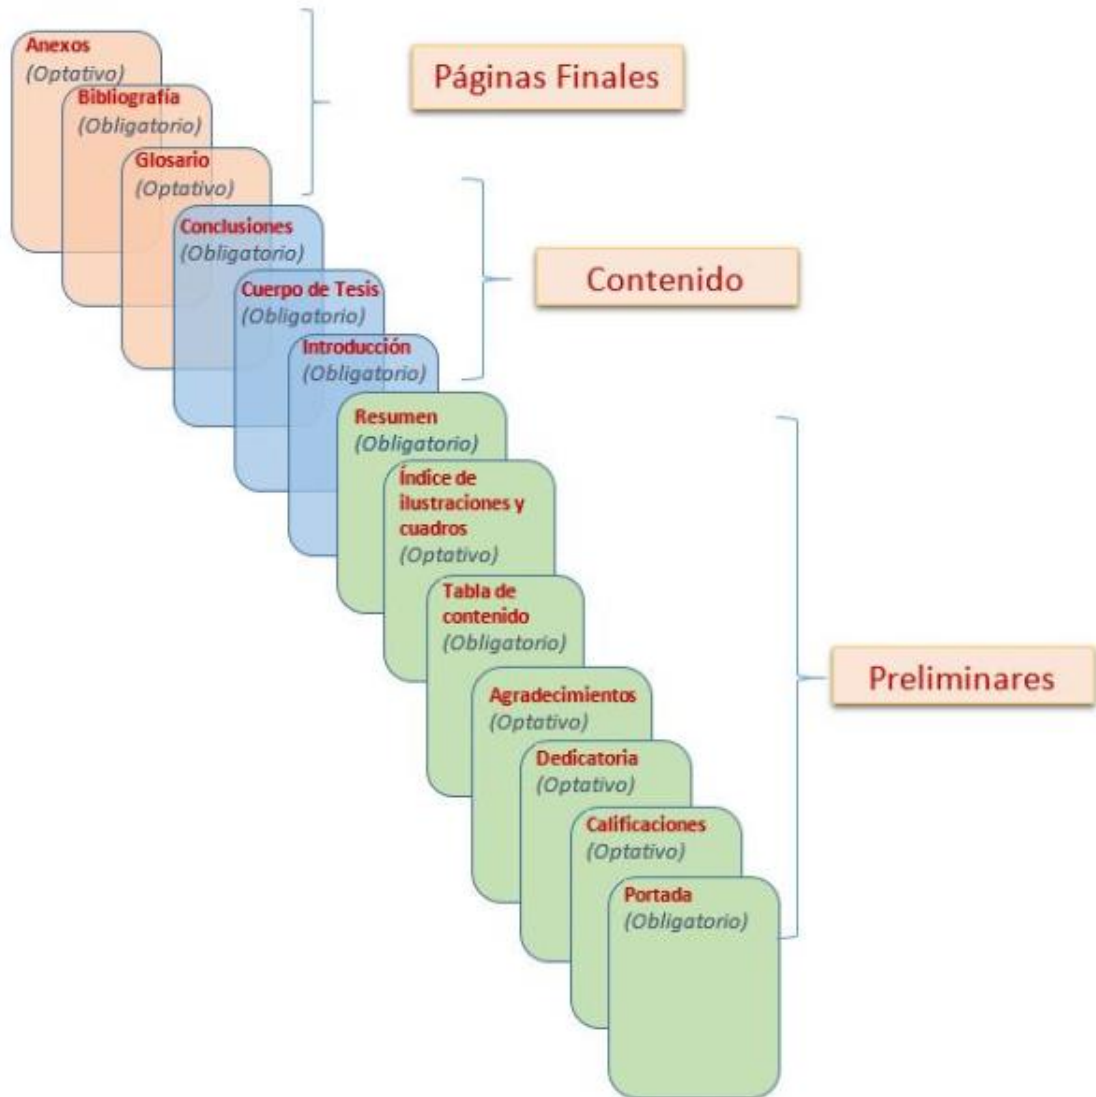 Anexos
(Optativo)
Páginas Finales
Bibliografía
(Obligatorio)
Glosario
(Optativo)
Conclusiones
(Obligatorio)
Contenido
Cuerpo de Tesis
(Obligatorio)
Introducción
(Obligatorio)
Resumen
(Obligatorio)
Índice de
ilustraciones y
cuadros
(Optativo)
Tabla de
contenido
(Obligatorio)
Preliminares
Agradecimientos
(Optativo)
Dedicatoria
(Optativo)
Calificaciones
(Optativo)
Portada
(Obligatorio)